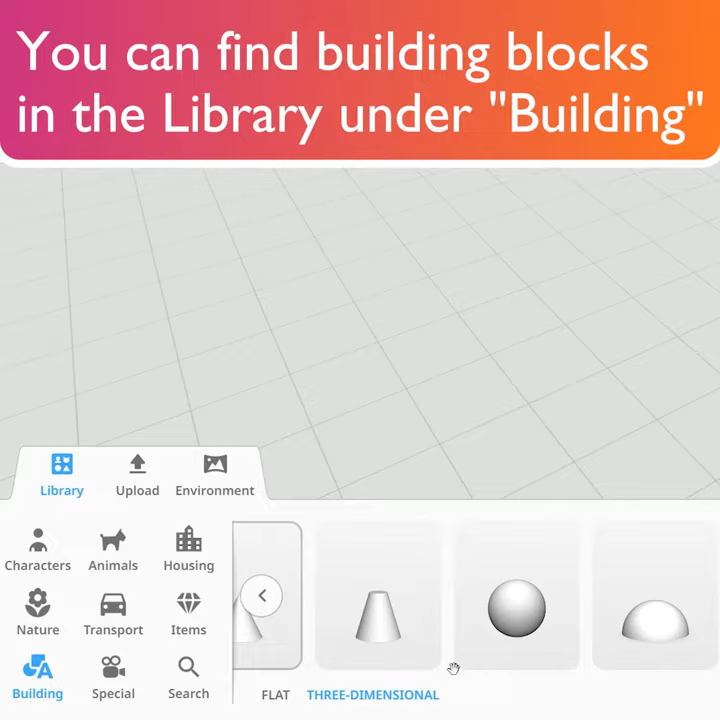 You can find building blocks
in the Library under "Building"
Library Upload Environment
Characters Animals Housing
Nature Transport Items
Building Special Search
FLAT THREE-DIMENSIONAL